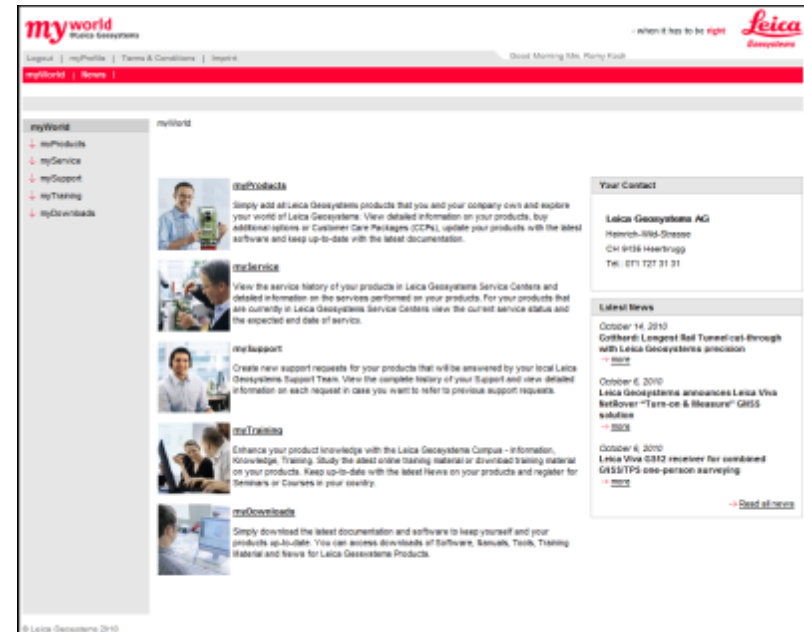 myworld
@Leica Geosystems
- when it has to be right
Leica
Geosystems
Logout | myProfile | Terms & Conditions | Imprint
Good Morning Mr.
myWorld | News |
myWorld
myWorld
myProducts
myService
mySupport
myTraining
myDownloads
myProducts
Simply add all Leica Geosystems products that you and your company own and explore
your world of Leica Geosystems. View detailed information on your products, buy
additional options or Customer Care Packages (CCPs), update your products with the latest
software and keep up-to-date with the latest documentation.
myService
View the service history of your products in Leica Geosystems Service Centers and
detailed information on the services performed on your products. For your products that
are currently in Leica Geosystems Service Centers view the current service status and
the expected end date of service.
mySupport
Create new support requests for your products that will be answered by your local Leica
Geosystems Support Team. View the complete history of your Support and view detailed
information on each request in case you want to refer to previous support requests.
myTraining
Enhance your product knowledge with the Leica Geosystems Campus - Information,
Knowledge, Training. Study the latest online training material or download training material
on your products. Keep up-to-date with the latest News on your products and register for
Seminars or Courses in your country.
myDownloads
Simply download the latest documentation and software to keep yourself and your
products up-to-date. You can access downloads of Software, Manuals, Tools, Training
Material and News for Leica Geosystems Products.
Your Contact
Leica Geosystems AG
Heinrich-Wild-Strasse
CH 9435 Heerbrugg
Tel.: 071 727 31 31
Latest News
October 14, 2010
Gotthard: Longest Rail Tunnel cut-through
with Leica Geosystems precision
→ more
October 6, 2010
Leica Geosystems announces Leica Viva
NetRover "Turn-on & Measure" GNSS
solution
→ more
October 6, 2010
Leica Viva GS12 receiver for combined
GNSS/TPS one-person surveying
→ more
→ Read all news
© Leica Geosystems 2010